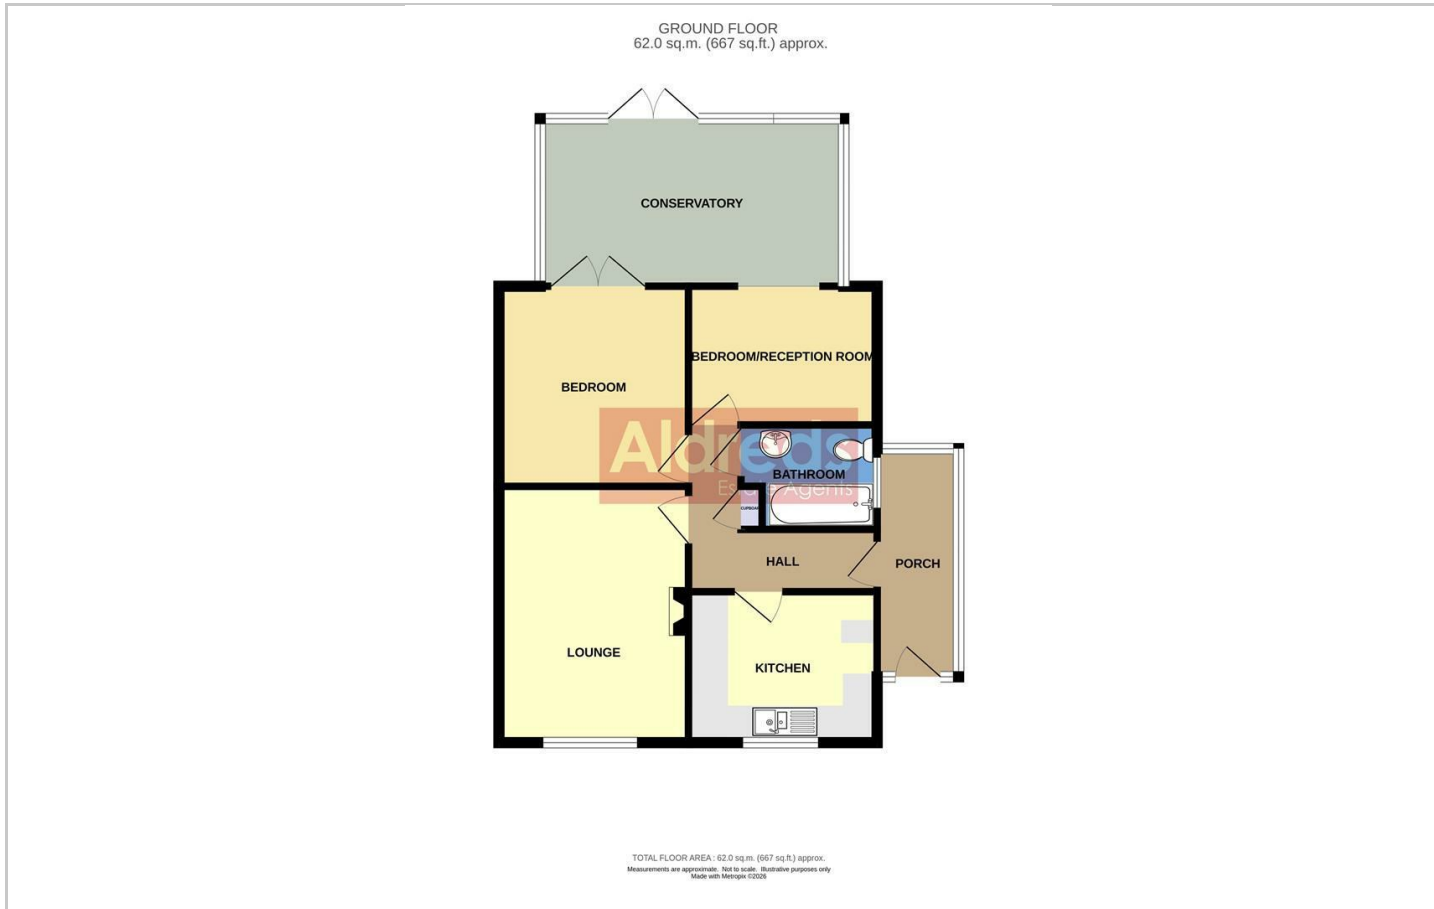 GROUND FLOOR
62.0 sq.m. (667 sq.ft.) approx.
CONSERVATORY
BEDROOM/RECEPTION ROOM
BEDROOM
Aldreds
Estate Agents
BATHROOM
CUPBOARD
HALL
PORCH
LOUNGE
KITCHEN
TOTAL FLOOR AREA : 62.0 sq.m. (667 sq.ft.) approx.
Measurements are approximate. Not to scale. Illustrative purposes only
Made with Metropix ©2026